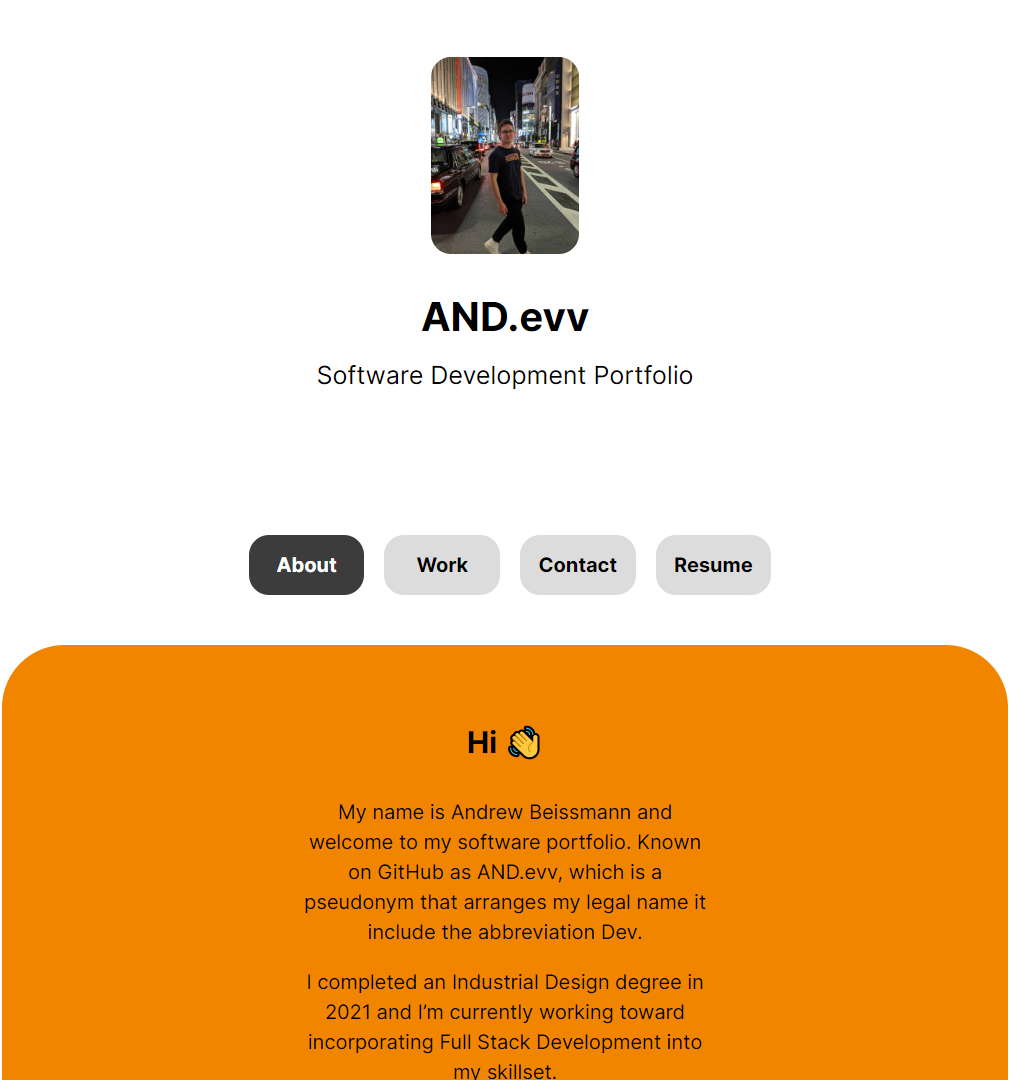 AND.evv
Software Development Portfolio
About
Work
Contact
Resume
Hi 👋
My name is Andrew Beissmann and
welcome to my software portfolio. Known
on GitHub as AND.evv, which is a
pseudonym that arranges my legal name it
include the abbreviation Dev.
I completed an Industrial Design degree in
2021 and I’m currently working toward
incorporating Full Stack Development into
my skillset.